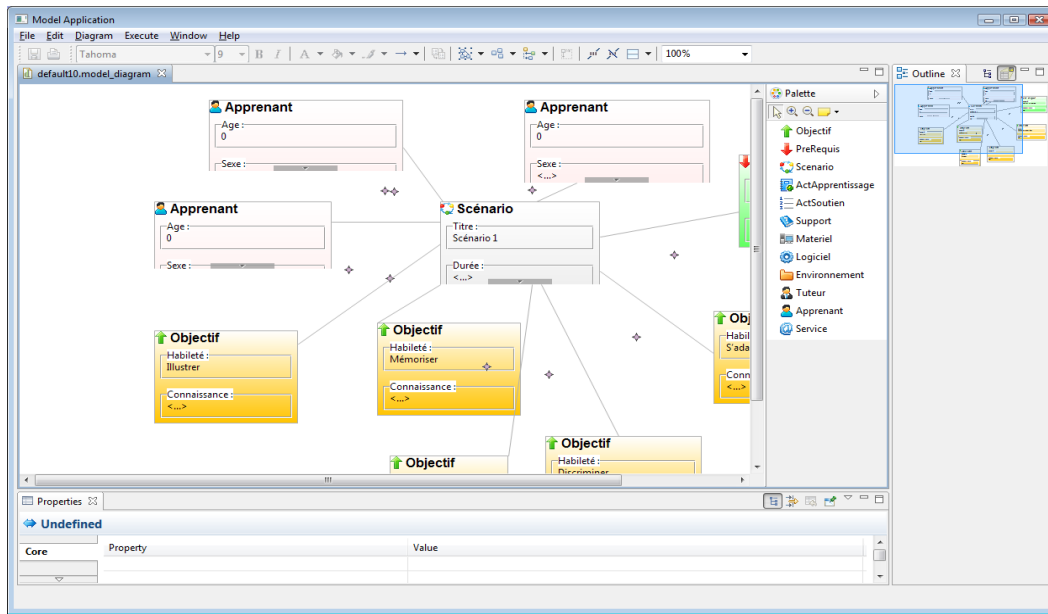 Model Application
File Edit Diagram Execute Window Help
Tahoma 9 B I A 100%
default10.model_diagram
Outline
Palette
Objectif
PreRequis
Scenario
ActApprentissage
ActSoutien
Support
Materiel
Logiciel
Environnement
Tuteur
Apprenant
Service
Apprenant
Age :
0
Sexe :
Apprenant
Age :
0
Sexe :
<...>
Apprenant
Age :
0
Sexe :
Scénario
Titre :
Scénario 1
Durée :
<...>
Objectif
Habileté :
Illustrer
Connaissance :
<...>
Objectif
Habileté :
Mémoriser
Connaissance :
<...>
Obj
Habil
S'ada
Conn
<...>
Objectif
Objectif
Habileté :
Discriminer
Properties
Undefined
Core
Property Value